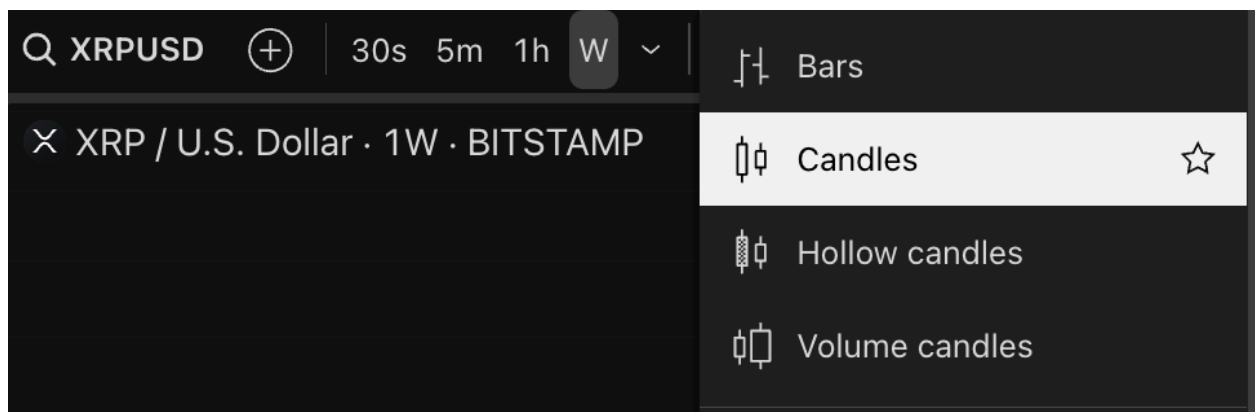 XRPUSD 30s 5m 1h W
XRP / U.S. Dollar · 1W · BITSTAMP
Bars
Candles
Hollow candles
Volume candles